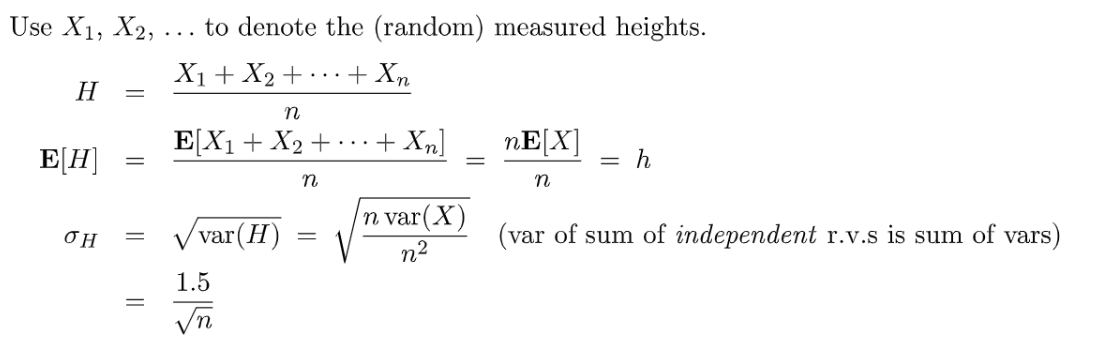 Use X₁, X₂, ... to denote the (random) measured heights.
H = (X₁ + X₂ + ··· + Xₙ)/n
E[H] = E[X₁ + X₂ + ··· + Xₙ]/n = nE[X]/n = h
σ_H = √var(H) = √(n var(X)/n²) (var of sum of independent r.v.s is sum of vars)
= 1.5/√n